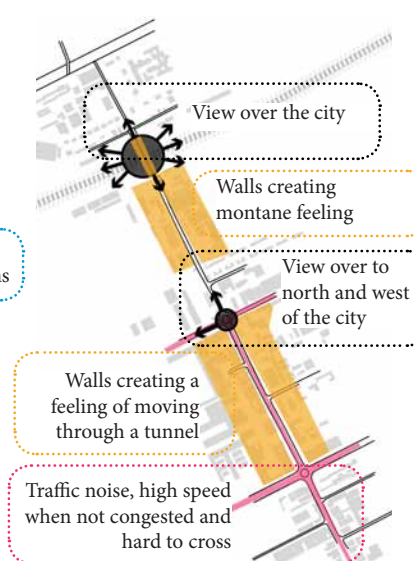 View over the city
Walls creating
montane feeling
View over to
north and west
of the city
Walls creating a
feeling of moving
through a tunnel
Traffic noise, high speed
when not congested and
hard to cross